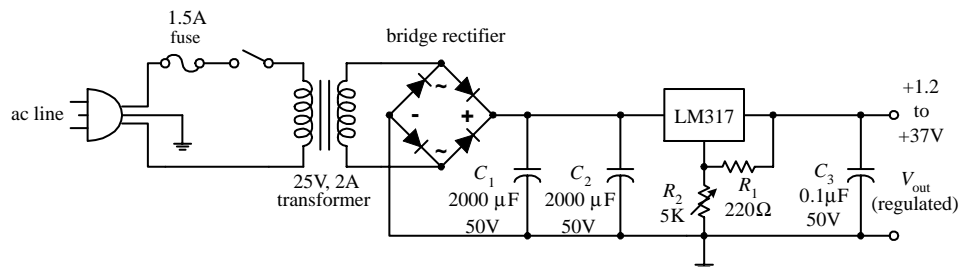 1.5A
fuse
bridge rectifier
ac line
25V, 2A
transformer
~
-
+
~
C1
2000 μF
50V
C2
2000 μF
50V
LM317
R2
5K
R1
220Ω
C3
0.1μF
50V
+1.2
to
+37V
Vout
(regulated)